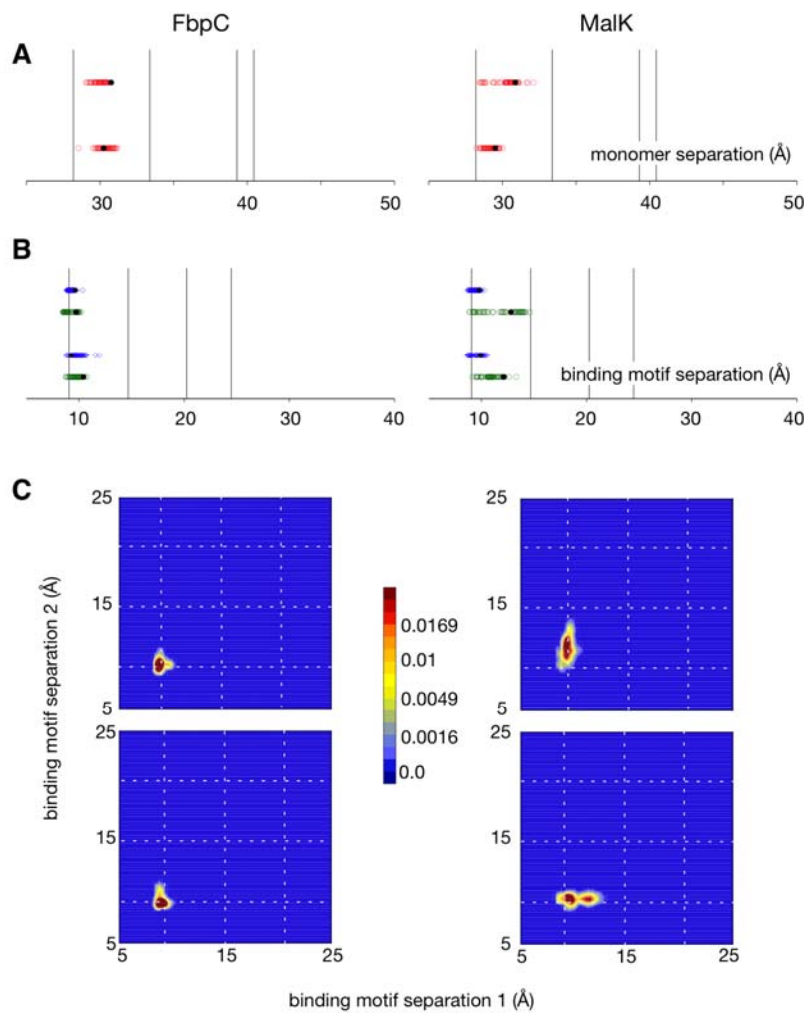 FbpC MalK
A
monomer separation (Å)
30 40 50 30 40 50
B
binding motif separation (Å)
10 20 30 40 10 20 30 40
C
25 25
binding motif separation 2 (Å)
15 0.0169 15
0.01
0.0049
0.0016
5 0.0 5
25 25
15 15
5 5
5 15 25 5 15 25
binding motif separation 1 (Å)